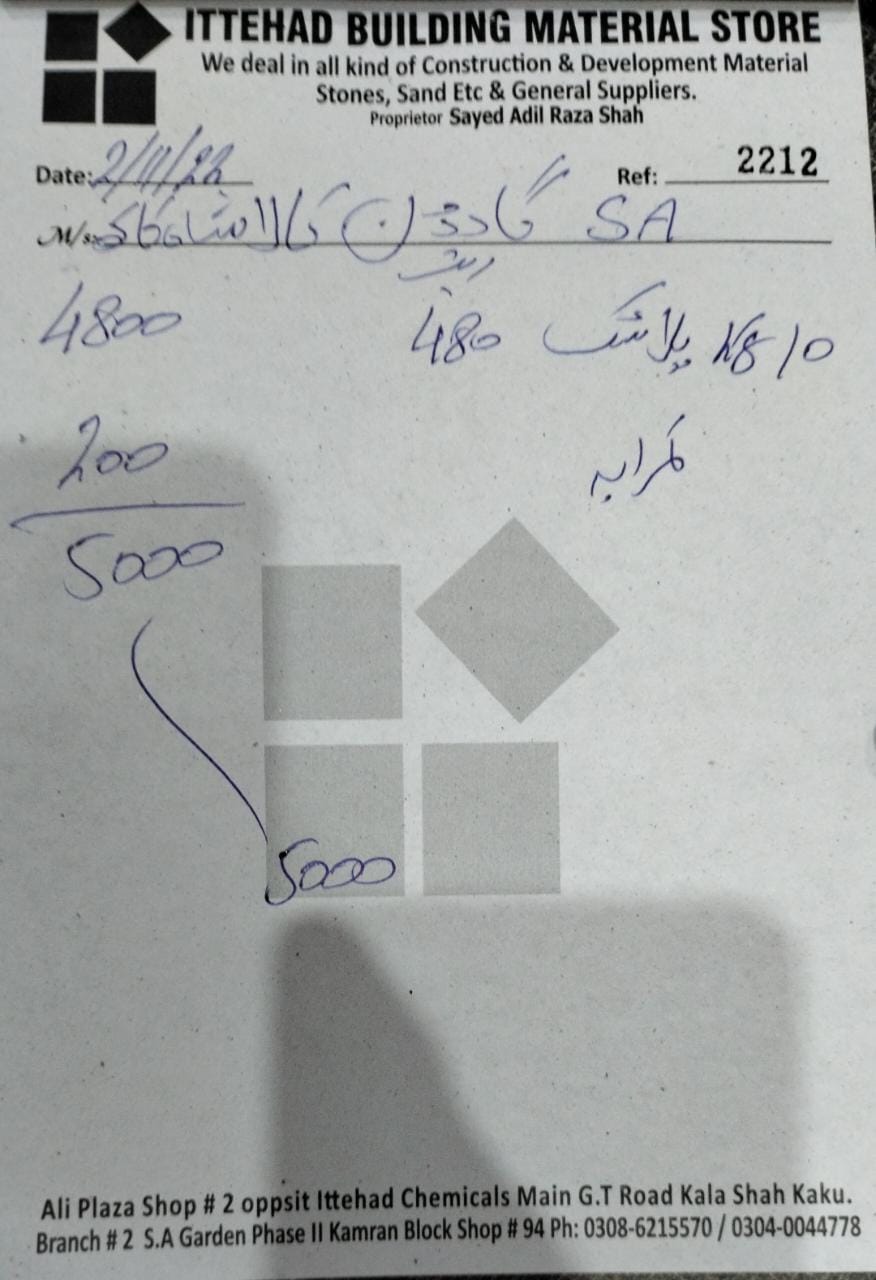 ITTEHAD BUILDING MATERIAL STORE
We deal in all kind of Construction & Development Material
Stones, Sand Etc & General Suppliers.
Proprietor Sayed Adil Raza Shah
Date: 2/11/22
Ref: 2212
M/s: SA گارڈن کالا شاہ کاکو
ریٹ
10 KG پلاسٹک 480 4800
کرایہ 200
5000
5000
Ali Plaza Shop # 2 oppsit Ittehad Chemicals Main G.T Road Kala Shah Kaku.
Branch # 2 S.A Garden Phase II Kamran Block Shop # 94 Ph: 0308-6215570 / 0304-0044778